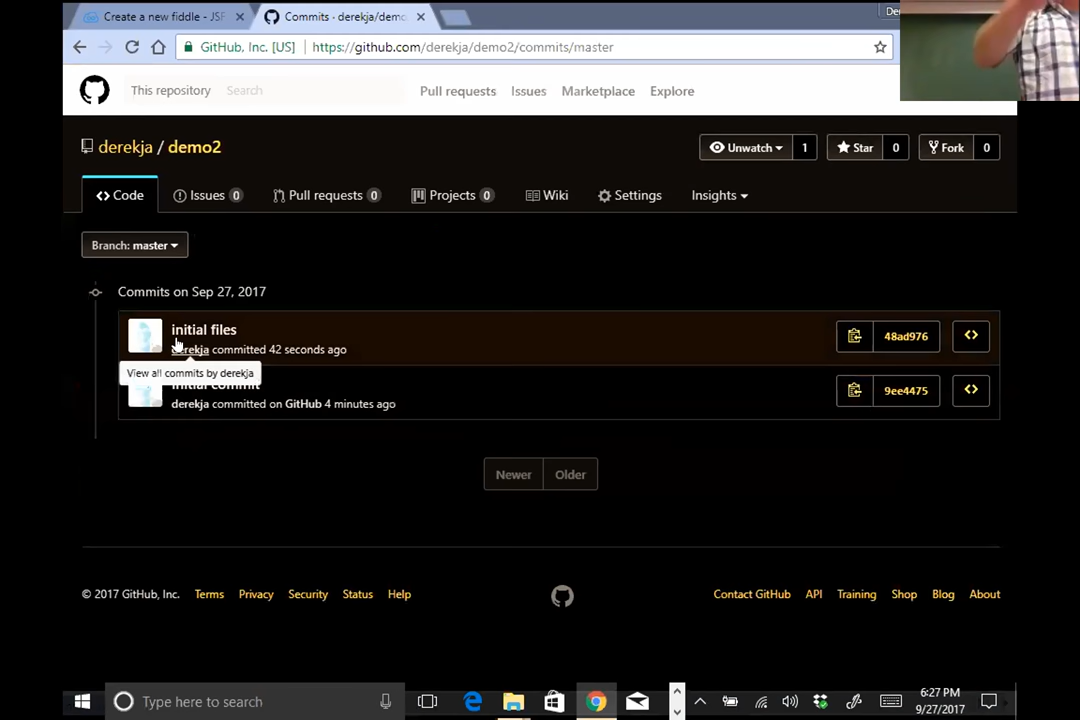 Create a new fiddle - JSF
Commits · derekja/demo
De
GitHub, Inc. [US] https://github.com/derekja/demo2/commits/master
This repository Search Pull requests Issues Marketplace Explore
derekja / demo2 Unwatch 1 Star 0 Fork 0
Code Issues 0 Pull requests 0 Projects 0 Wiki Settings Insights
Branch: master
Commits on Sep 27, 2017
initial files
derekja committed 42 seconds ago
48ad976
View all commits by derekja
initial commit
derekja committed on GitHub 4 minutes ago
9ee4475
Newer Older
© 2017 GitHub, Inc. Terms Privacy Security Status Help Contact GitHub API Training Shop Blog About
Type here to search
6:27 PM
9/27/2017